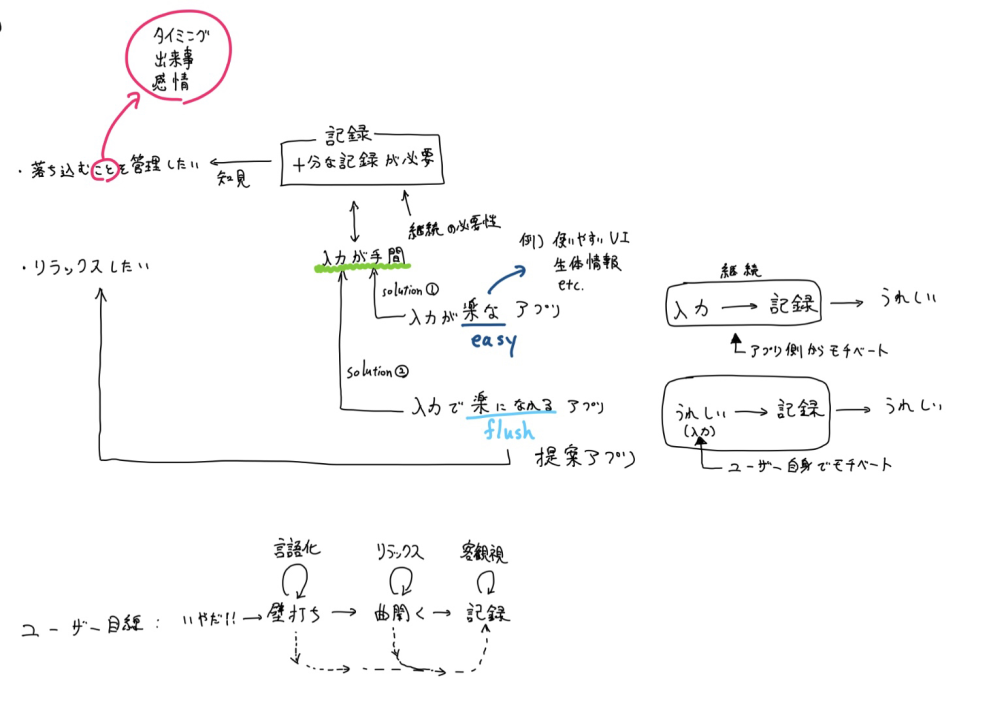 タイミング
出来事
感情
記録
十分な記録が必要
・落ち込むことを管理したい
知見
継続の必要性
入力が手間
例) 使いやすいUI
生体情報
etc.
・リラックスしたい
solution①
入力が楽な アプリ
easy
solution②
入力で楽になれる アプリ
flush
提案アプリ
継続
入力 → 記録 → うれしい
アプリ側からモチベート
うれしい → 記録 → うれしい
(入力)
ユーザー自身でモチベート
言語化 リラックス 客観視
ユーザー目線: いやだ!! → 壁打ち → 曲聞く → 記録